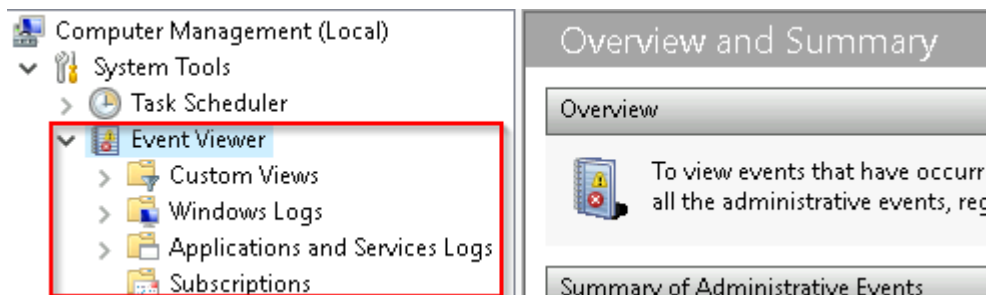 Computer Management (Local)
System Tools
Task Scheduler
Event Viewer
Custom Views
Windows Logs
Applications and Services Logs
Subscriptions
Overview and Summary
Overview
To view events that have occurr
all the administrative events, reg
Summary of Administrative Events